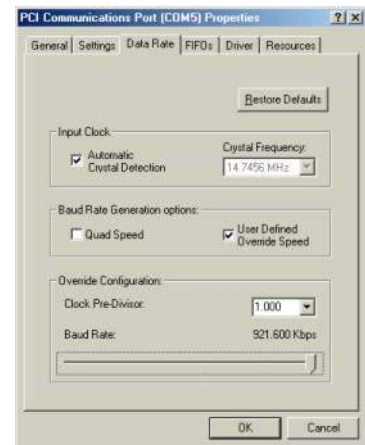 PCI Communications Port (COM5) Properties
General Settings Data Rate FIFOs Driver Resources
Restore Defaults
Input Clock
Automatic
Crystal Detection
Crystal Frequency:
14.7456 MHz
Baud Rate Generation options:
Quad Speed
User Defined
Override Speed
Override Configuration:
Clock Pre-Divisor:
1.000
Baud Rate:
921.600 Kbps
OK
Cancel